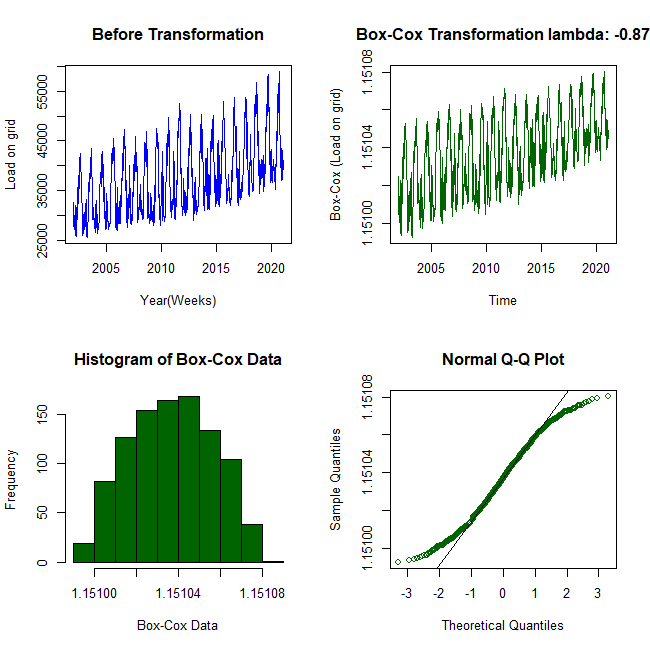 Before Transformation
Load on grid
25000 35000 45000 55000
2005 2010 2015 2020
Year(Weeks)
Box-Cox Transformation lambda: -0.87
Box-Cox (Load on grid)
1.15100 1.15104 1.15108
2005 2010 2015 2020
Time
Histogram of Box-Cox Data
Frequency
0 50 100 150
1.15100 1.15104 1.15108
Box-Cox Data
Normal Q-Q Plot
Sample Quantiles
1.15100 1.15104 1.15108
-3 -2 -1 0 1 2 3
Theoretical Quantiles